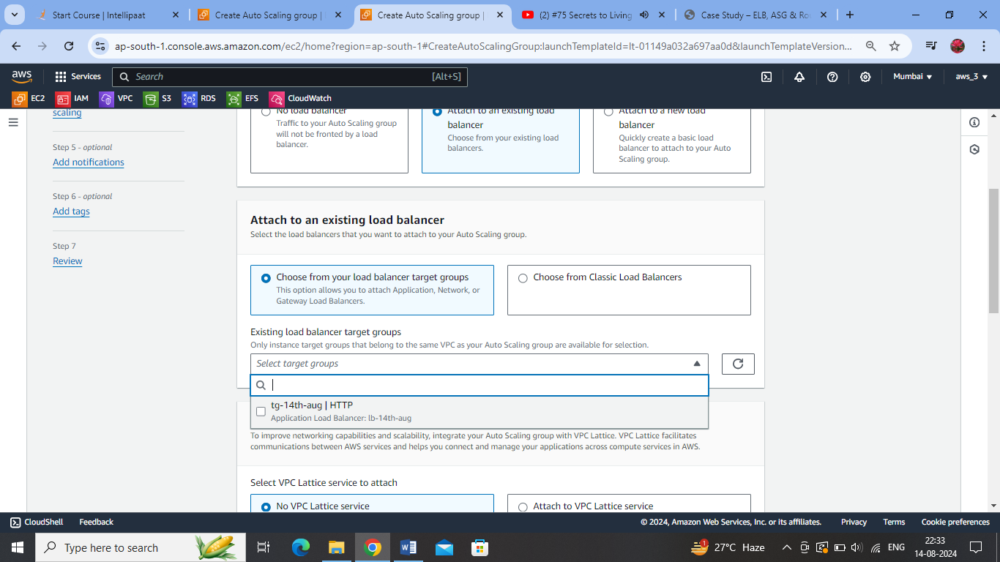 Start Course | Intellipaat
Create Auto Scaling group |
Create Auto Scaling group |
(2) #75 Secrets to Living
Case Study – ELB, ASG & Ro
ap-south-1.console.aws.amazon.com/ec2/home?region=ap-south-1#CreateAutoScalingGroup:launchTemplateId=lt-01149a032a697aa0d&launchTemplateVersion...
aws
Services
Search
[Alt+S]
Mumbai
aws_3
EC2
IAM
VPC
S3
RDS
EFS
CloudWatch
scaling
Step 5 - optional
Add notifications
Step 6 - optional
Add tags
Step 7
Review
No load balancer
Traffic to your Auto Scaling group
will not be fronted by a load
balancer.
Attach to an existing load
balancer
Choose from your existing load
balancers.
Attach to a new load
balancer
Quickly create a basic load
balancer to attach to your Auto
Scaling group.
Attach to an existing load balancer
Select the load balancers that you want to attach to your Auto Scaling group.
Choose from your load balancer target groups
This option allows you to attach Application, Network, or
Gateway Load Balancers.
Choose from Classic Load Balancers
Existing load balancer target groups
Only instance target groups that belong to the same VPC as your Auto Scaling group are available for selection.
Select target groups
tg-14th-aug | HTTP
Application Load Balancer: lb-14th-aug
To improve networking capabilities and scalability, integrate your Auto Scaling group with VPC Lattice. VPC Lattice facilitates
communications between AWS services and helps you connect and manage your applications across compute services in AWS.
Select VPC Lattice service to attach
No VPC Lattice service
Attach to VPC Lattice service
CloudShell
Feedback
© 2024, Amazon Web Services, Inc. or its affiliates.
Privacy
Terms
Cookie preferences
Type here to search
1
27°C Haze
ENG
22:33
14-08-2024